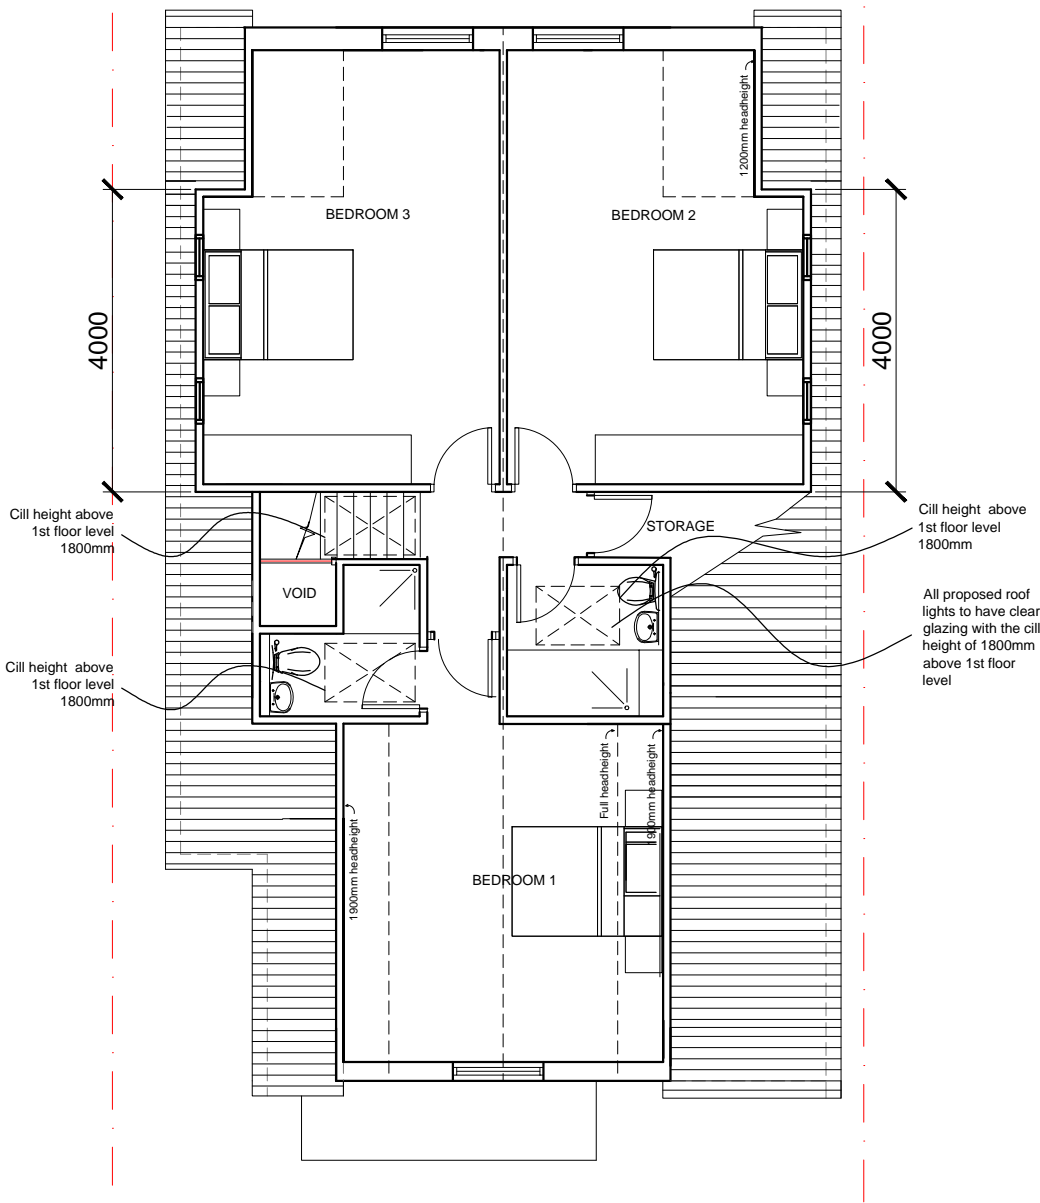 1200mm headheight
BEDROOM 3
BEDROOM 2
4000
4000
Cill height above
1st floor level
1800mm
STORAGE
Cill height above
1st floor level
1800mm
VOID
All proposed roof
lights to have clear
glazing with the cill
height of 1800mm
above 1st floor
level
Cill height above
1st floor level
1800mm
Full headheight
1900mm headheight
1900mm headheight
BEDROOM 1